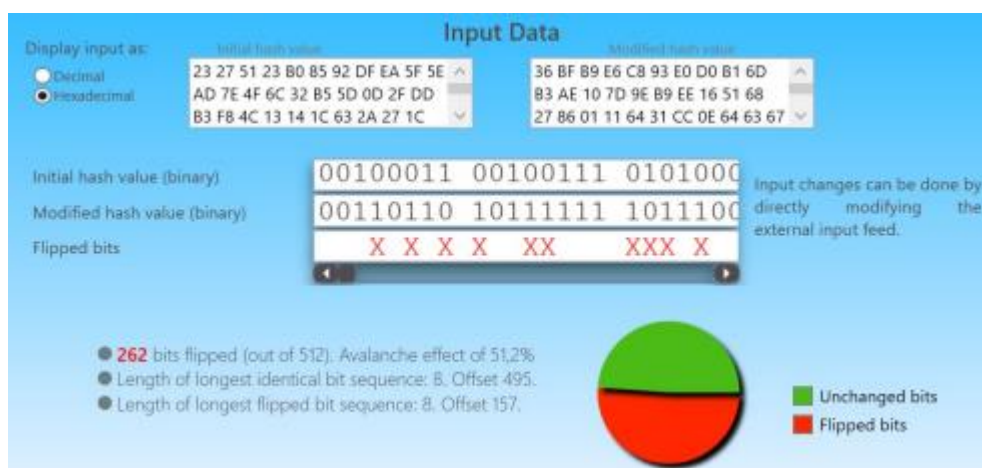 Input Data
Display input as:
Initial hash value
Modified hash value
Decimal
Hexadecimal
23 27 51 23 B0 85 92 DF EA 5F 5E
AD 7E 4F 6C 32 B5 5D 0D 2F DD
B3 F8 4C 13 14 1C 63 2A 27 1C
36 BF B9 E6 C8 93 E0 D0 B1 6D
B3 AE 10 7D 9E B9 EE 16 51 68
27 86 01 11 64 31 CC 0E 64 63 67
Initial hash value (binary)
00100011 00100111 0101000
Modified hash value (binary)
00110110 10111111 1011100
Flipped bits
X X X X XX XXX X
Input changes can be done by
directly modifying the
external input feed.
262 bits flipped (out of 512). Avalanche effect of 51,2%
Length of longest identical bit sequence: 8. Offset 495.
Length of longest flipped bit sequence: 8. Offset 157.
Unchanged bits
Flipped bits